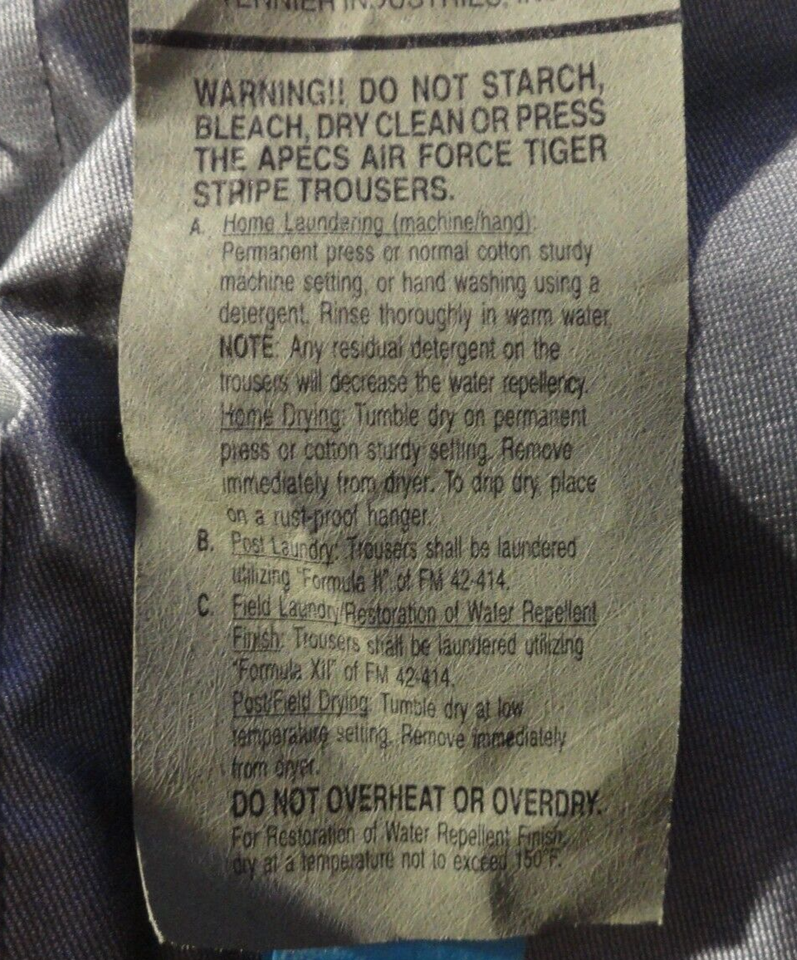 TENNIER INDUSTRIES, INC
WARNING!! DO NOT STARCH,
BLEACH, DRY CLEAN OR PRESS
THE APECS AIR FORCE TIGER
STRIPE TROUSERS.
A. Home Laundering (machine/hand):
Permanent press or normal cotton sturdy
machine setting, or hand washing using a
detergent. Rinse thoroughly in warm water.
NOTE: Any residual detergent on the
trousers will decrease the water repellency.
Home Drying: Tumble dry on permanent
press or cotton sturdy setting. Remove
immediately from dryer. To drip dry, place
on a rust-proof hanger.
B. Post Laundry: Trousers shall be laundered
utilizing "Formula II" of FM 42-414.
C. Field Laundry/Restoration of Water Repellent
Finish: Trousers shall be laundered utilizing
"Formula XII" of FM 42-414.
Post/Field Drying: Tumble dry at low
temperature setting. Remove immediately
from dryer.
DO NOT OVERHEAT OR OVERDRY.
For Restoration of Water Repellent Finish,
dry at a temperature not to exceed 150°F.